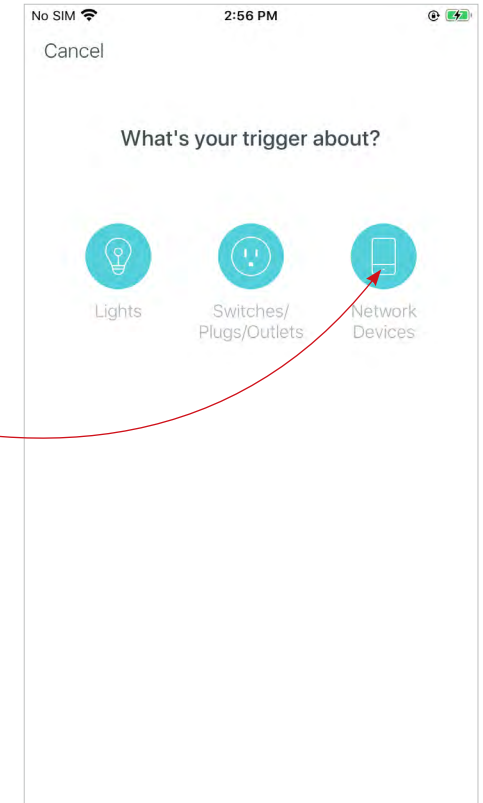 No SIM 2:56 PM
Cancel
What's your trigger about?
Lights
Switches/
Plugs/Outlets
Network
Devices